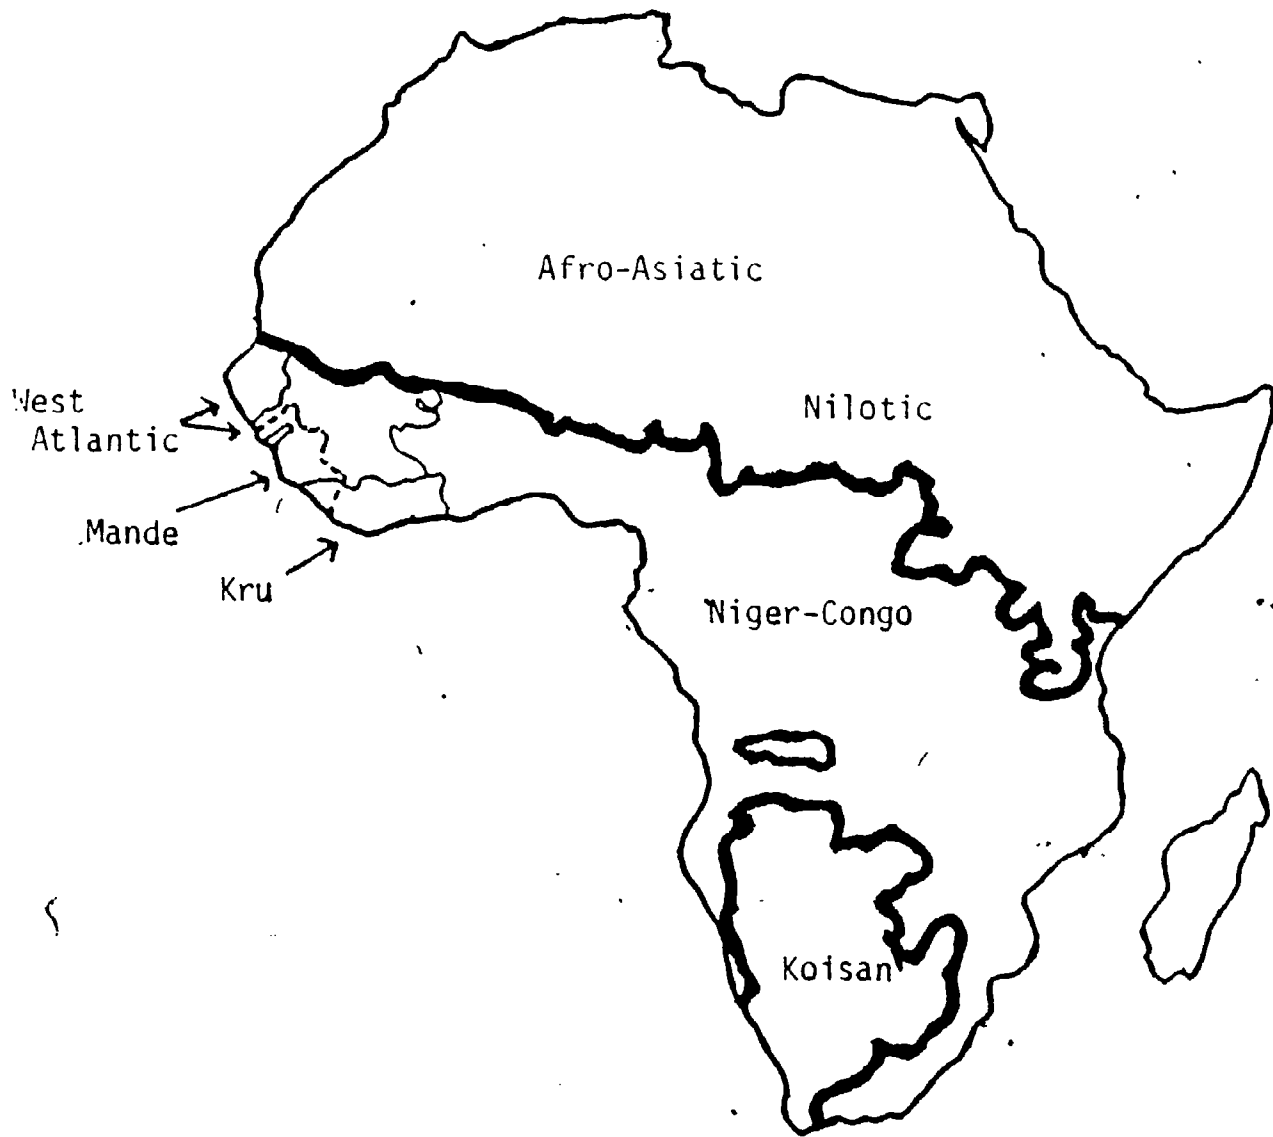 Afro-Asiatic
Nilotic
West
Atlantic
Mande
Kru
Niger-Congo
Koisan